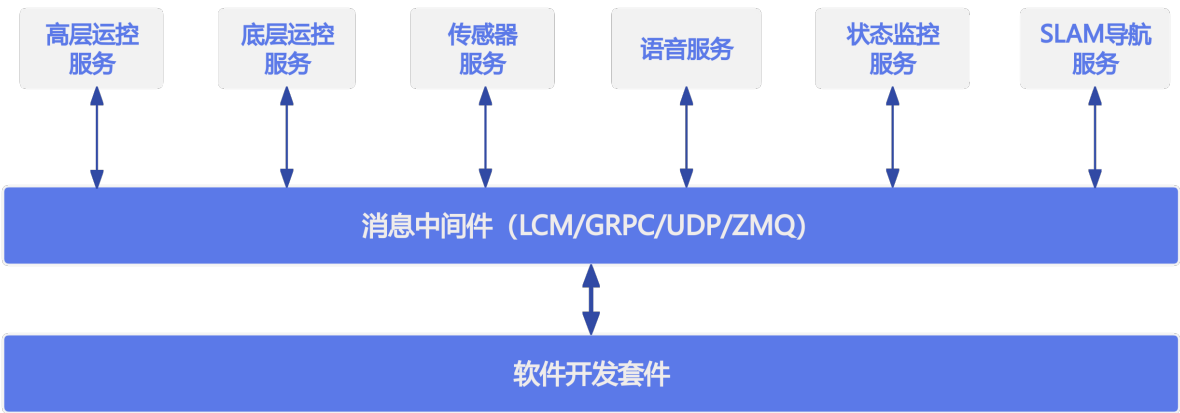 高层运控
服务
底层运控
服务
传感器
服务
语音服务
状态监控
服务
SLAM导航
服务
消息中间件（LCM/GRPC/UDP/ZMQ）
软件开发套件